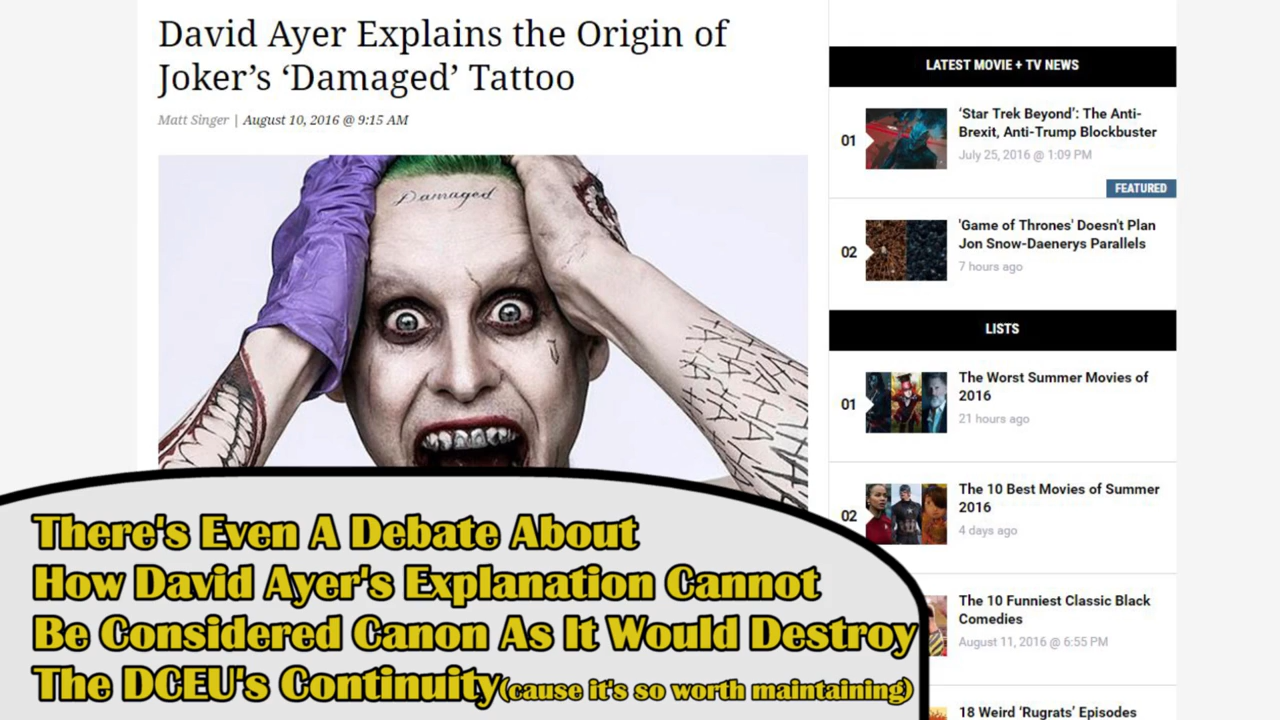 David Ayer Explains the Origin of
Joker’s ‘Damaged’ Tattoo
Matt Singer | August 10, 2016 @ 9:15 AM
Damaged
HAHAHA
There's Even A Debate About
How David Ayer's Explanation Cannot
Be Considered Canon As It Would Destroy
The DCEU's Continuity(cause it's so worth maintaining)
LATEST MOVIE + TV NEWS
01
‘Star Trek Beyond’: The Anti-
Brexit, Anti-Trump Blockbuster
July 25, 2016 @ 1:09 PM
FEATURED
02
'Game of Thrones' Doesn't Plan
Jon Snow-Daenerys Parallels
7 hours ago
LISTS
01
The Worst Summer Movies of
2016
21 hours ago
02
The 10 Best Movies of Summer
2016
4 days ago
The 10 Funniest Classic Black
Comedies
August 11, 2016 @ 6:55 PM
18 Weird ‘Rugrats’ Episodes